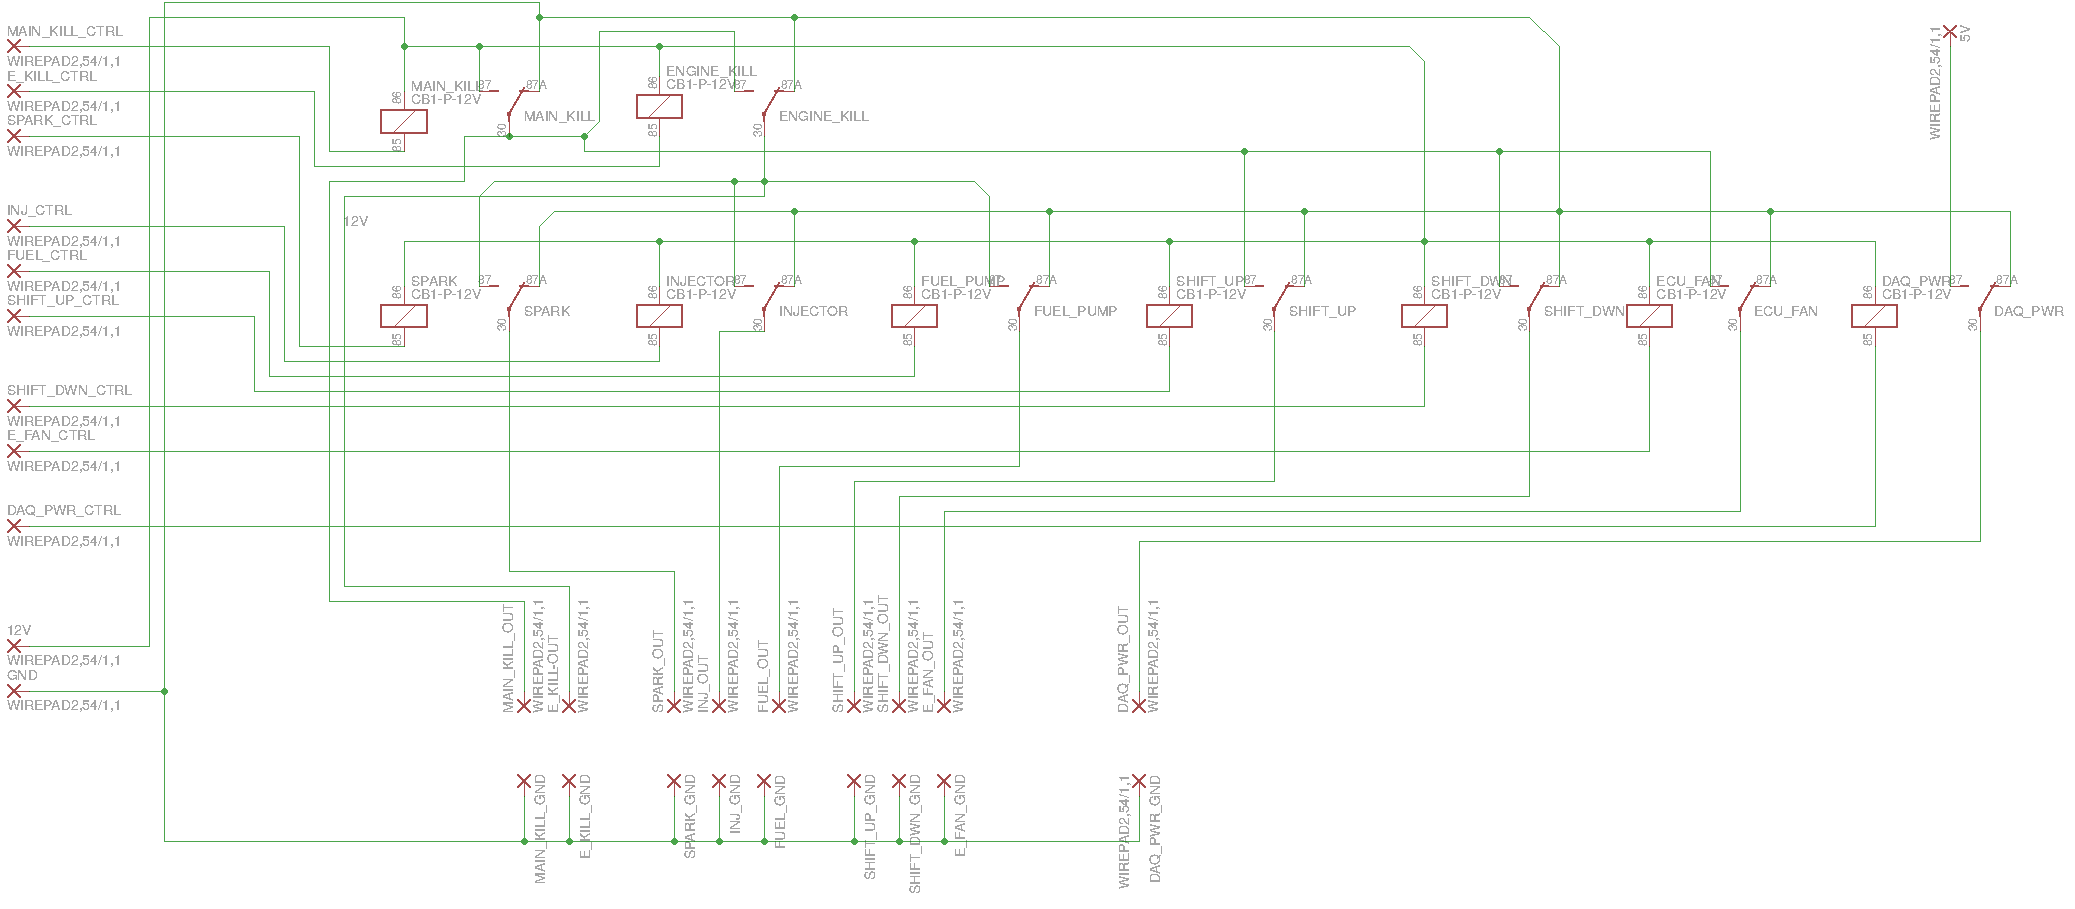 MAIN_KILL_CTRL
WIREPAD2,54/1,1
E_KILL_CTRL
WIREPAD2,54/1,1
SPARK_CTRL
WIREPAD2,54/1,1
INJ_CTRL
WIREPAD2,54/1,1
FUEL_CTRL
WIREPAD2,54/1,1
SHIFT_UP_CTRL
WIREPAD2,54/1,1
SHIFT_DWN_CTRL
WIREPAD2,54/1,1
E_FAN_CTRL
WIREPAD2,54/1,1
DAQ_PWR_CTRL
WIREPAD2,54/1,1
12V
WIREPAD2,54/1,1
GND
WIREPAD2,54/1,1
86
MAIN_KILL
CB1-P-12V
85
87
87A
30
MAIN_KILL
86
ENGINE_KILL
CB1-P-12V
85
87
87A
30
ENGINE_KILL
WIREPAD2,54/1,1
5V
12V
86
SPARK
CB1-P-12V
85
87
87A
30
SPARK
86
INJECTOR
CB1-P-12V
85
87
87A
30
INJECTOR
86
FUEL_PUMP
CB1-P-12V
85
87
87A
30
FUEL_PUMP
86
SHIFT_UP
CB1-P-12V
85
87
87A
30
SHIFT_UP
86
SHIFT_DWN
CB1-P-12V
85
87
87A
30
SHIFT_DWN
86
ECU_FAN
CB1-P-12V
85
87
87A
30
ECU_FAN
86
DAQ_PWR
CB1-P-12V
85
87
87A
30
DAQ_PWR
MAIN_KILL_OUT
WIREPAD2,54/1,1
E_KILL-OUT
WIREPAD2,54/1,1
SPARK_OUT
WIREPAD2,54/1,1
INJ_OUT
WIREPAD2,54/1,1
FUEL_OUT
WIREPAD2,54/1,1
SHIFT_UP_OUT
WIREPAD2,54/1,1
SHIFT_DWN_OUT
WIREPAD2,54/1,1
E_FAN_OUT
WIREPAD2,54/1,1
DAQ_PWR_OUT
WIREPAD2,54/1,1
MAIN_KILL_GND
E_KILL_GND
SPARK_GND
INJ_GND
FUEL_GND
SHIFT_UP_GND
SHIFT_DWN_GND
E_FAN_GND
WIREPAD2,54/1,1
DAQ_PWR_GND